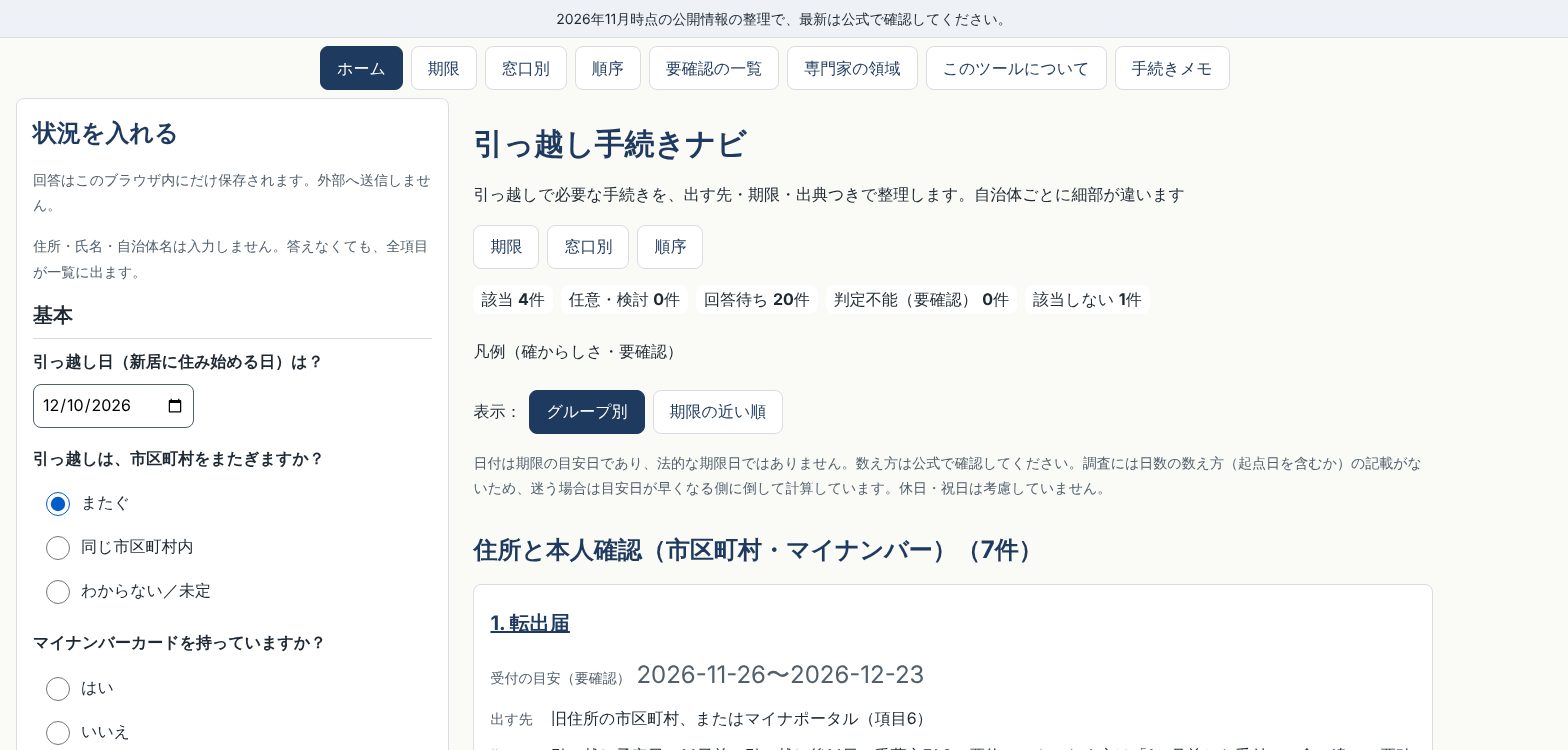 2026年11月時点の公開情報の整理で、最新は公式で確認してください。
ホーム 期限 窓口別 順序 要確認の一覧 専門家の領域 このツールについて 手続きメモ
状況を入れる
回答はこのブラウザ内にだけ保存されます。外部へ送信しませ
ん。
住所・氏名・自治体名は入力しません。答えなくても、全項目
が一覧に出ます。
基本
引っ越し日（新居に住み始める日）は？
12/10/2026
引っ越しは、市区町村をまたぎますか？
またぐ
同じ市区町村内
わからない／未定
マイナンバーカードを持っていますか？
はい
いいえ
引っ越し手続きナビ
引っ越しで必要な手続きを、出す先・期限・出典つきで整理します。自治体ごとに細部が違います
期限 窓口別 順序
該当 4件 任意・検討 0件 回答待ち 20件 判定不能（要確認） 0件 該当しない 1件
凡例（確からしさ・要確認）
表示： グループ別 期限の近い順
日付は期限の目安日であり、法的な期限日ではありません。数え方は公式で確認してください。調査には日数の数え方（起点日を含むか）の記載がな
いため、迷う場合は目安日が早くなる側に倒して計算しています。休日・祝日は考慮していません。
住所と本人確認（市区町村・マイナンバー）（7件）
1. 転出届
受付の目安（要確認） 2026-11-26〜2026-12-23
出す先 旧住所の市区町村、またはマイナポータル（項目6）